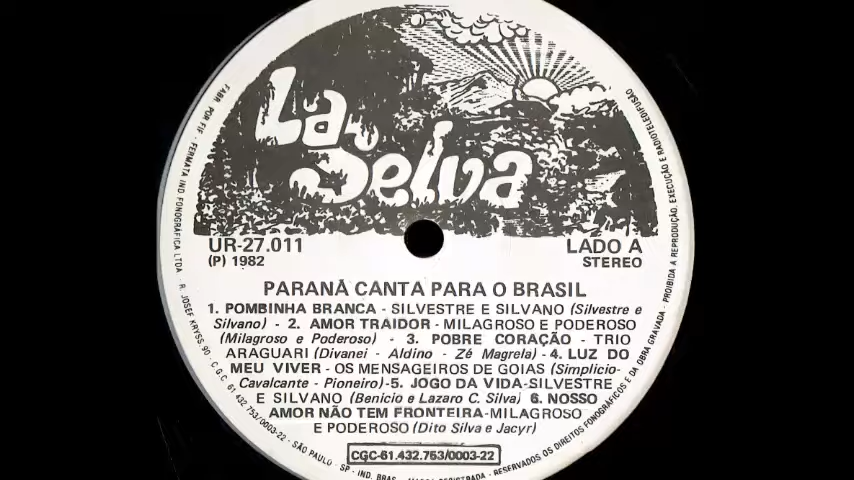 La Selva
UR-27.011
(P) 1982
LADO A
STEREO
PARANÁ CANTA PARA O BRASIL
1. POMBINHA BRANCA - SILVESTRE E SILVANO (Silvestre e
Silvano) - 2. AMOR TRAIDOR - MILAGROSO E PODEROSO
(Milagroso e Poderoso) - 3. POBRE CORAÇÃO - TRIO
ARAGUARI (Divanei - Aldino - Zé Magrela) - 4. LUZ DO
MEU VIVER - OS MENSAGEIROS DE GOIAS (Simplicio-
Cavalcante - Pioneiro)-5. JOGO DA VIDA-SILVESTRE
E SILVANO (Benicio e Lazaro C. Silva) 6. NOSSO
AMOR NÃO TEM FRONTEIRA-MILAGROSO
E PODEROSO (Dito Silva e Jacyr)
CGC-61.432.753/0003-22
FABR. POR FIF - FERMATA IND. FONOGRÁFICA LTDA - R. JOSEF KRYSS, 90 - C.G.C. 61.432.753/0003-22 - SÃO PAULO - SP - IND. BRAS.
REGISTRADA - RESERVADOS OS DIREITOS FONOGRÁFICOS E DA OBRA GRAVADA - PROIBIDA A REPRODUÇÃO, EXECUÇÃO E RADIOTELEDIFUSÃO